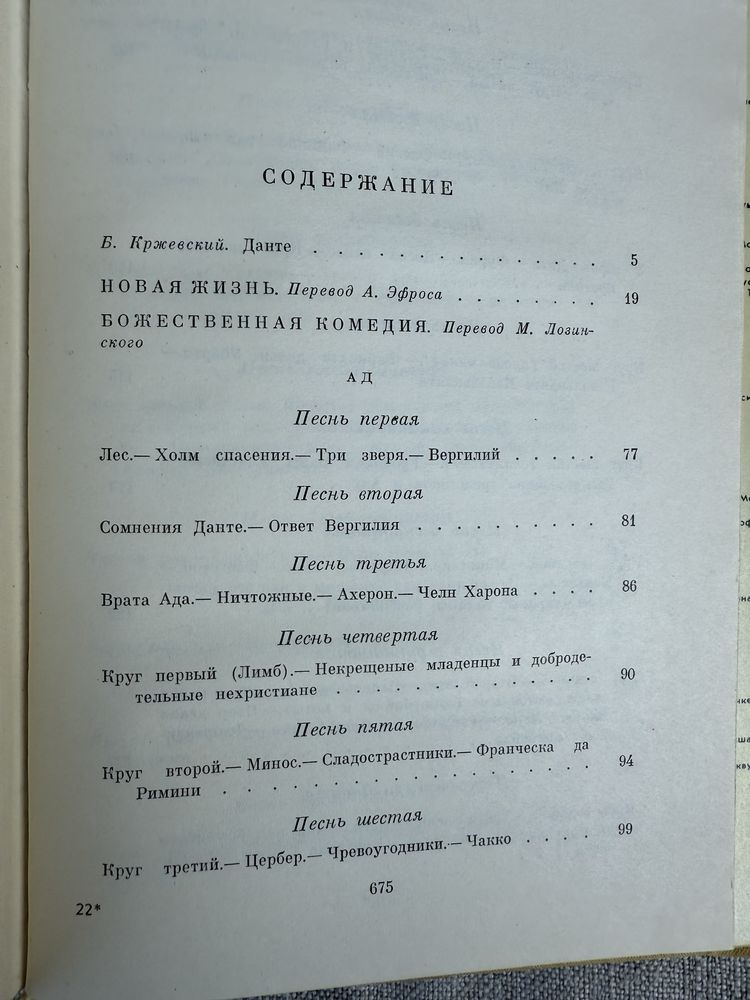 СОДЕРЖАНИЕ
Б. Кржевский. Данте . . . . . . . . . . . . . . . 5
НОВАЯ ЖИЗНЬ. Перевод А. Эфроса . . . . . . . . 19
БОЖЕСТВЕННАЯ КОМЕДИЯ. Перевод М. Лозин-
ского
АД
Песнь первая
Лес.— Холм спасения.— Три зверя.— Вергилий . . . . . 77
Песнь вторая
Сомнения Данте.— Ответ Вергилия . . . . . . . . . . 81
Песнь третья
Врата Ада.— Ничтожные.— Ахерон.— Челн Харона . . . . 86
Песнь четвертая
Круг первый (Лимб).— Некрещеные младенцы и доброде-
тельные нехристиане . . . . . . . . . . . . . 90
Песнь пятая
Круг второй.— Минос.— Сладострастники.— Франческа да
Римини . . . . . . . . . . . . . . . . . 94
Песнь шестая
Круг третий.— Цербер.— Чревоугодники.— Чакко . . . . 99
675
22*